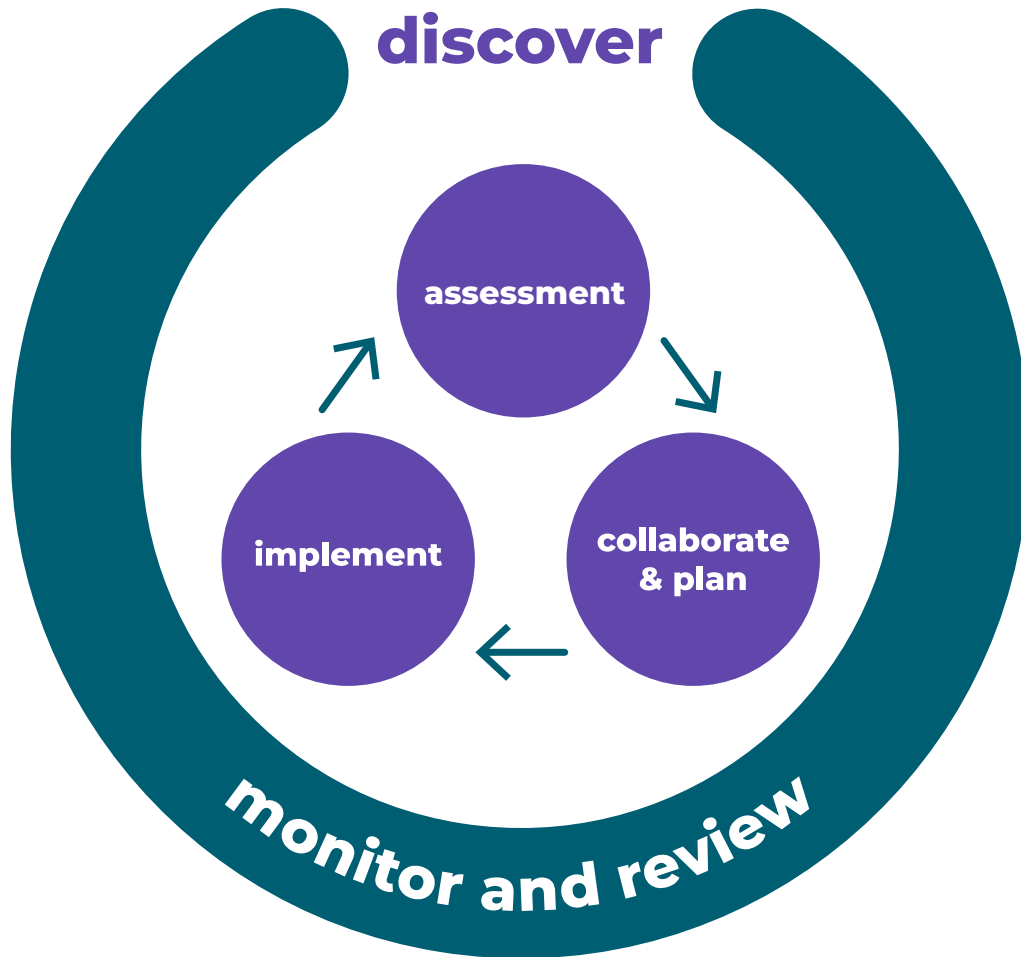 discover
assessment
implement
collaborate
& plan
monitor and review